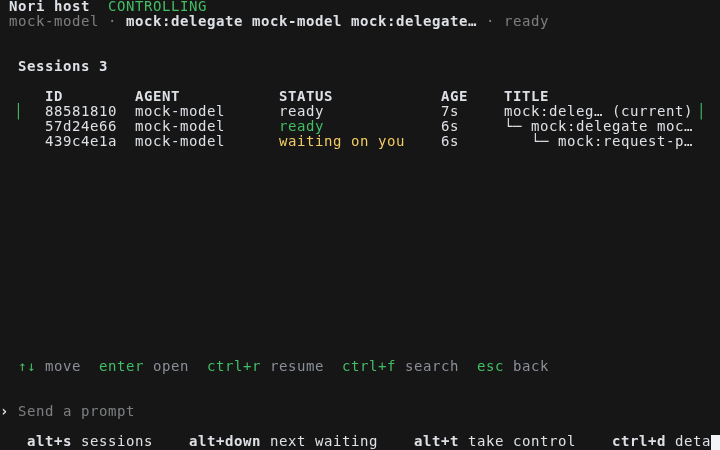 Nori host  CONTROLLING
mock-model · mock:delegate mock-model mock:delegate… · ready
Sessions 3
ID  AGENT  STATUS  AGE  TITLE
88581810  mock-model  ready  7s  mock:deleg… (current)
57d24e66  mock-model  ready  6s  └─ mock:delegate moc…
439c4e1a  mock-model  waiting on you  6s  └─ mock:request-p…
↑↓ move  enter open  ctrl+r resume  ctrl+f search  esc back
› Send a prompt
alt+s sessions  alt+down next waiting  alt+t take control  ctrl+d deta